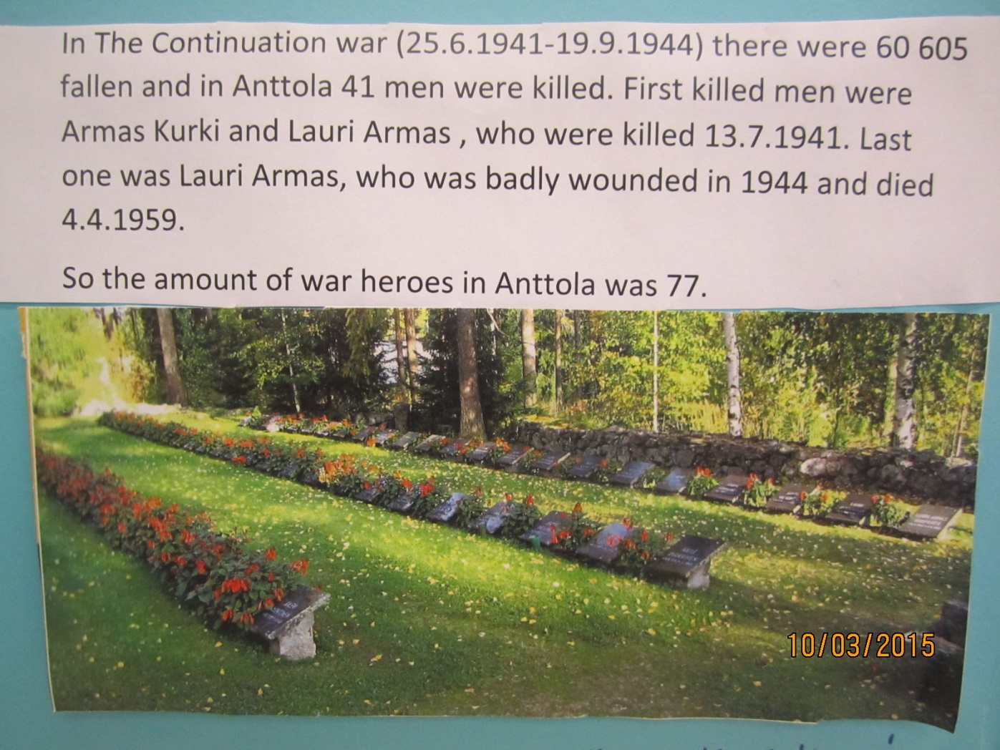 In The Continuation war (25.6.1941-19.9.1944) there were 60 605
fallen and in Anttola 41 men were killed. First killed men were
Armas Kurki and Lauri Armas , who were killed 13.7.1941. Last
one was Lauri Armas, who was badly wounded in 1944 and died
4.4.1959.
So the amount of war heroes in Anttola was 77.
10/03/2015